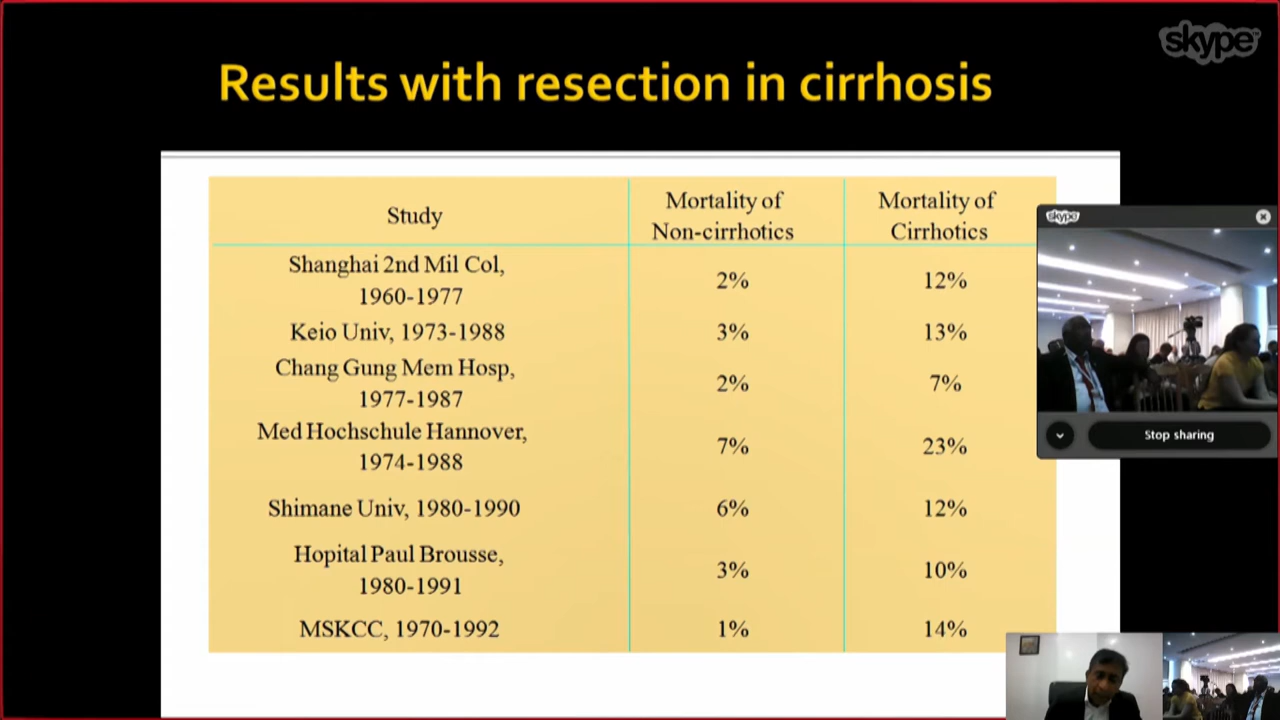 skype
Results with resection in cirrhosis
Study
Mortality of
Non-cirrhotics
Mortality of
Cirrhotics
Shanghai 2nd Mil Col,
1960-1977
2%
12%
Keio Univ, 1973-1988
3%
13%
Chang Gung Mem Hosp,
1977-1987
2%
7%
Med Hochschule Hannover,
1974-1988
7%
23%
Shimane Univ, 1980-1990
6%
12%
Hopital Paul Brousse,
1980-1991
3%
10%
MSKCC, 1970-1992
1%
14%
skype
Stop sharing